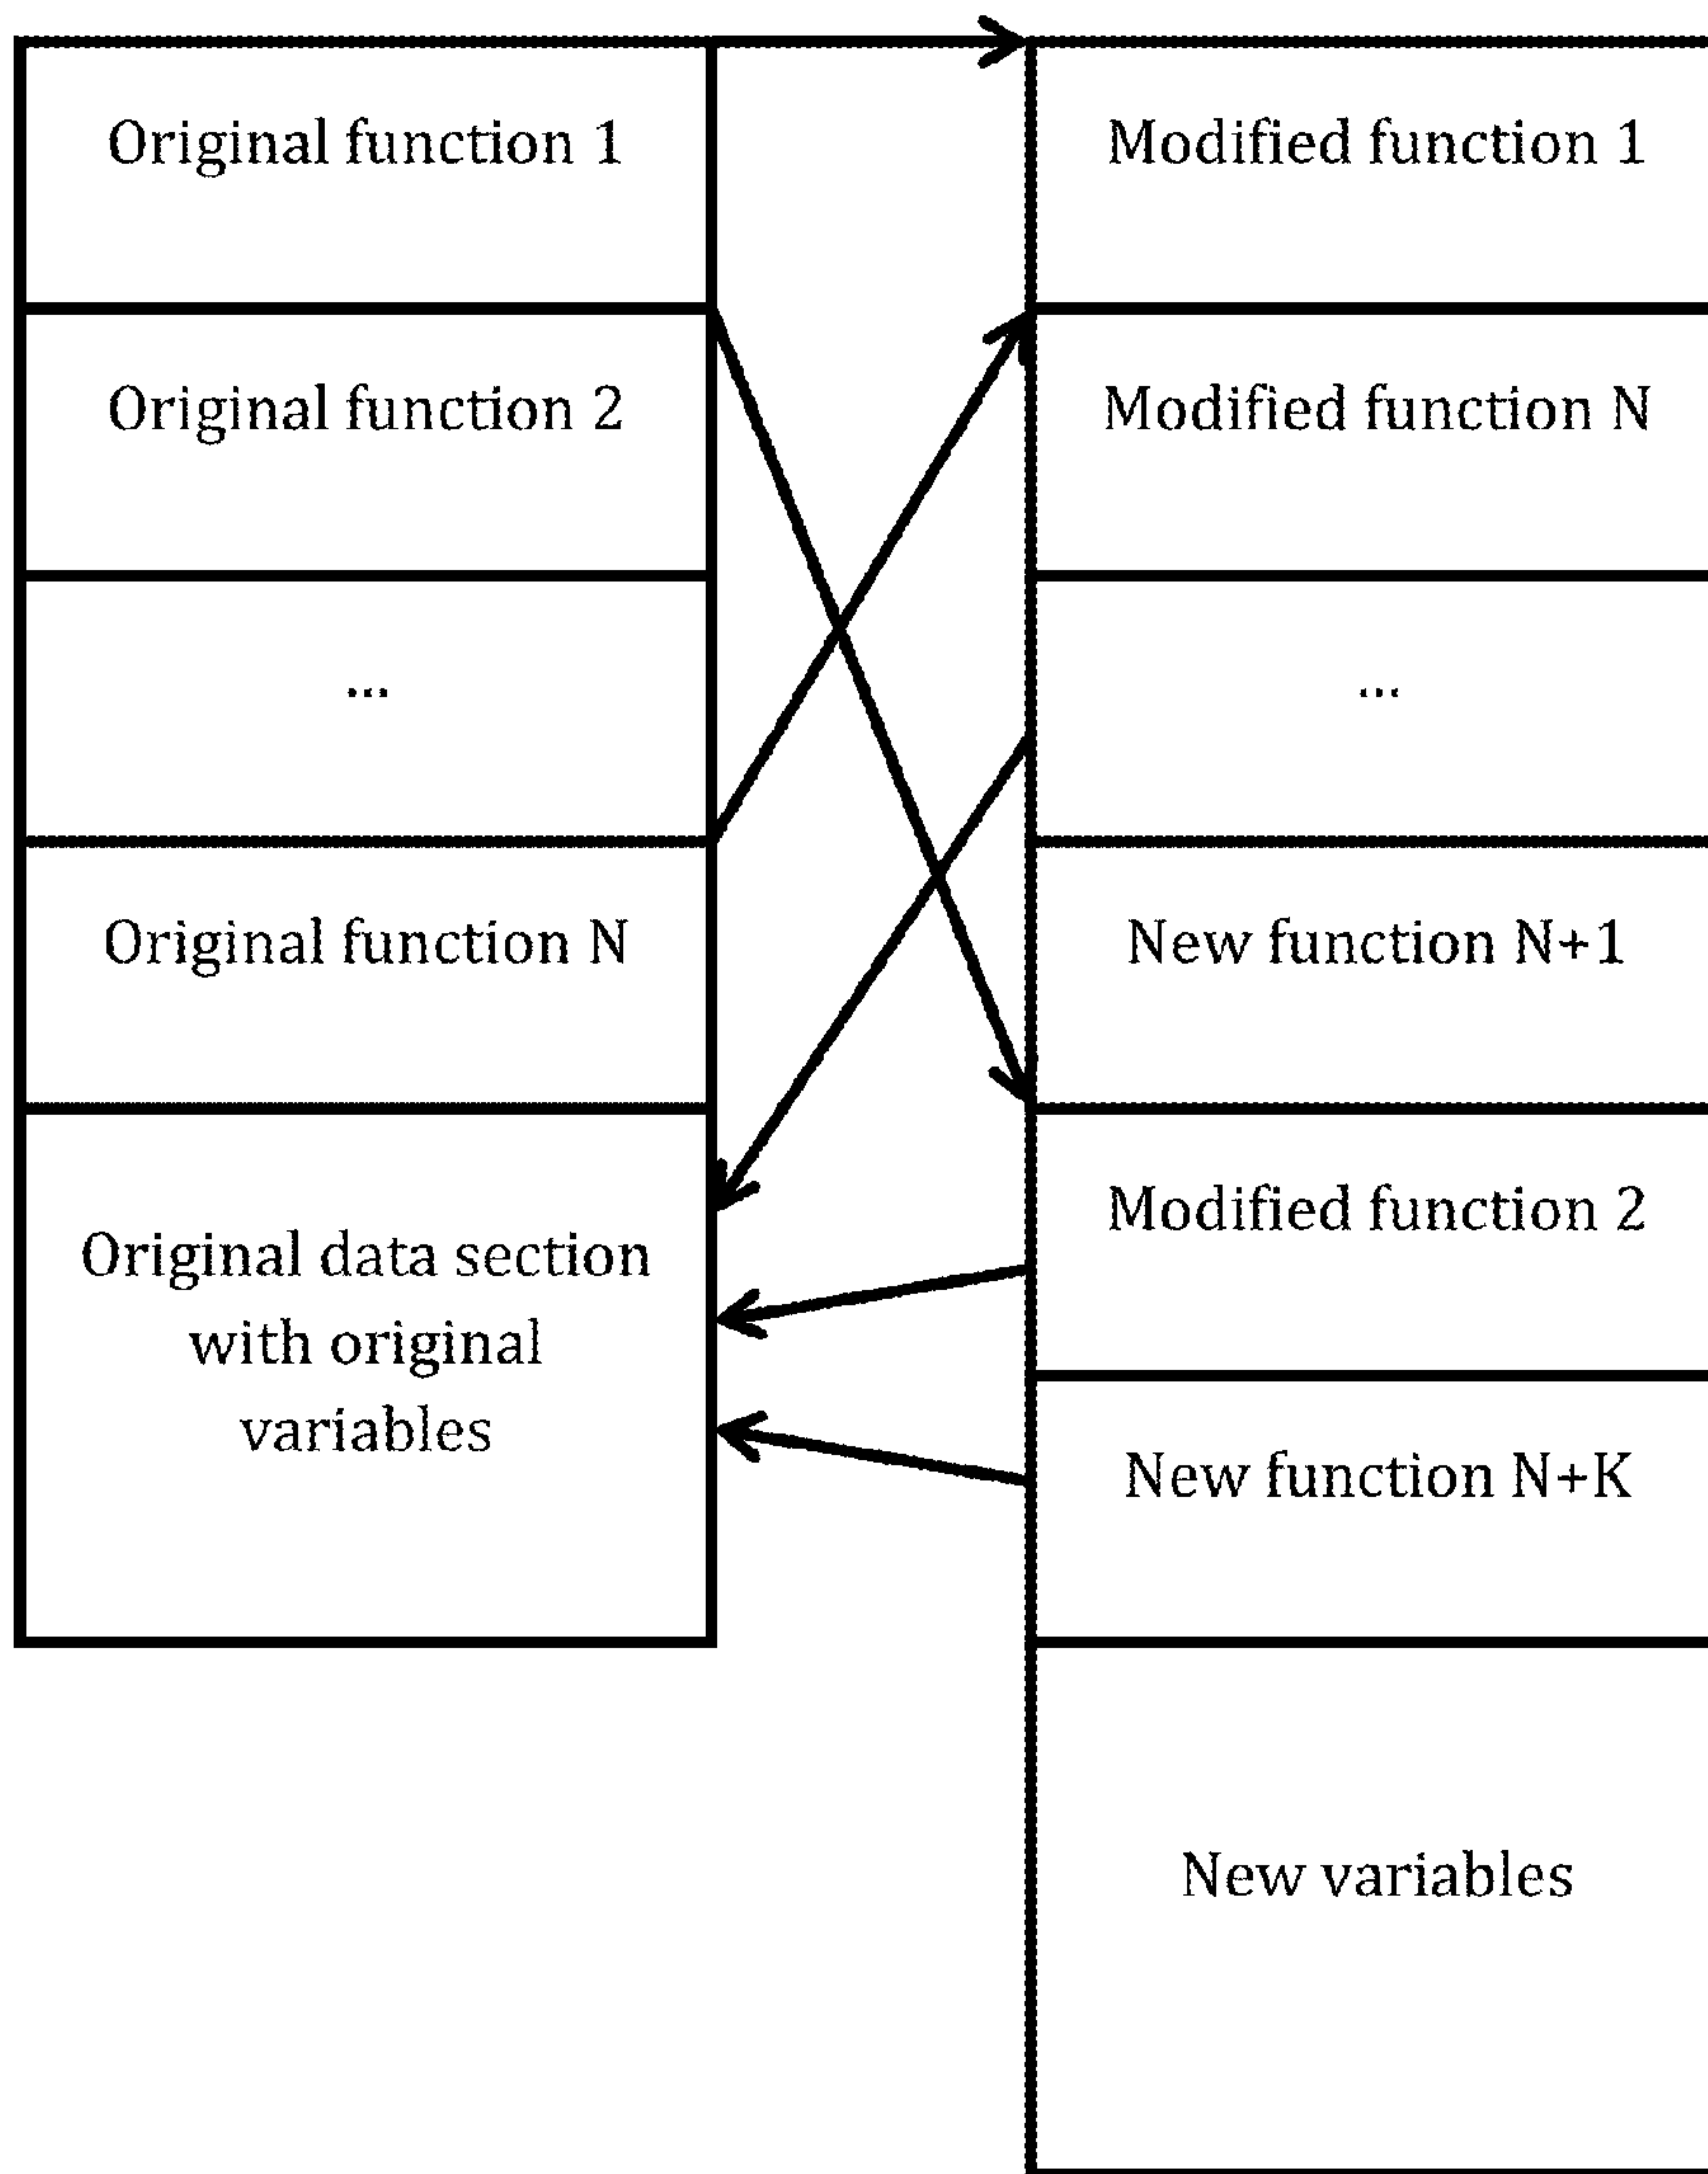 Original function 1
Original function 2
...
Original function N
Original data section
with original
variables
Modified function 1
Modified function N
...
New function N+1
Modified function 2
New function N+K
New variables